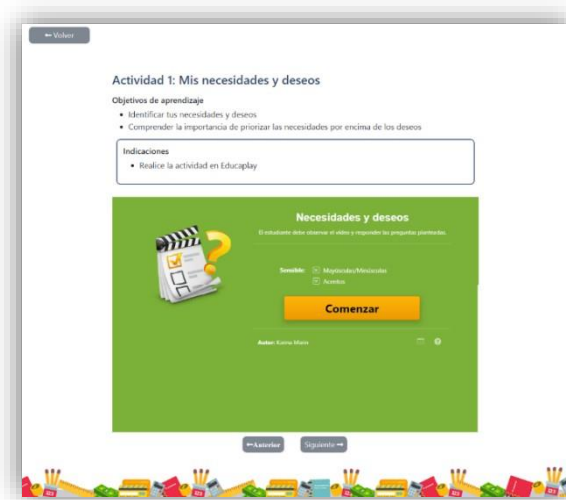 ← Volver
Actividad 1: Mis necesidades y deseos
Objetivos de aprendizaje
• Identificar tus necesidades y deseos
• Comprender la importancia de priorizar las necesidades por encima de los deseos
Indicaciones
• Realice la actividad en Educaplay
Necesidades y deseos
El estudiante debe observar el video y responder las preguntas planteadas.
Sensible: Mayúsculas/Minúsculas
Acentos
Comenzar
Autor: Karina
←Anterior Siguiente→